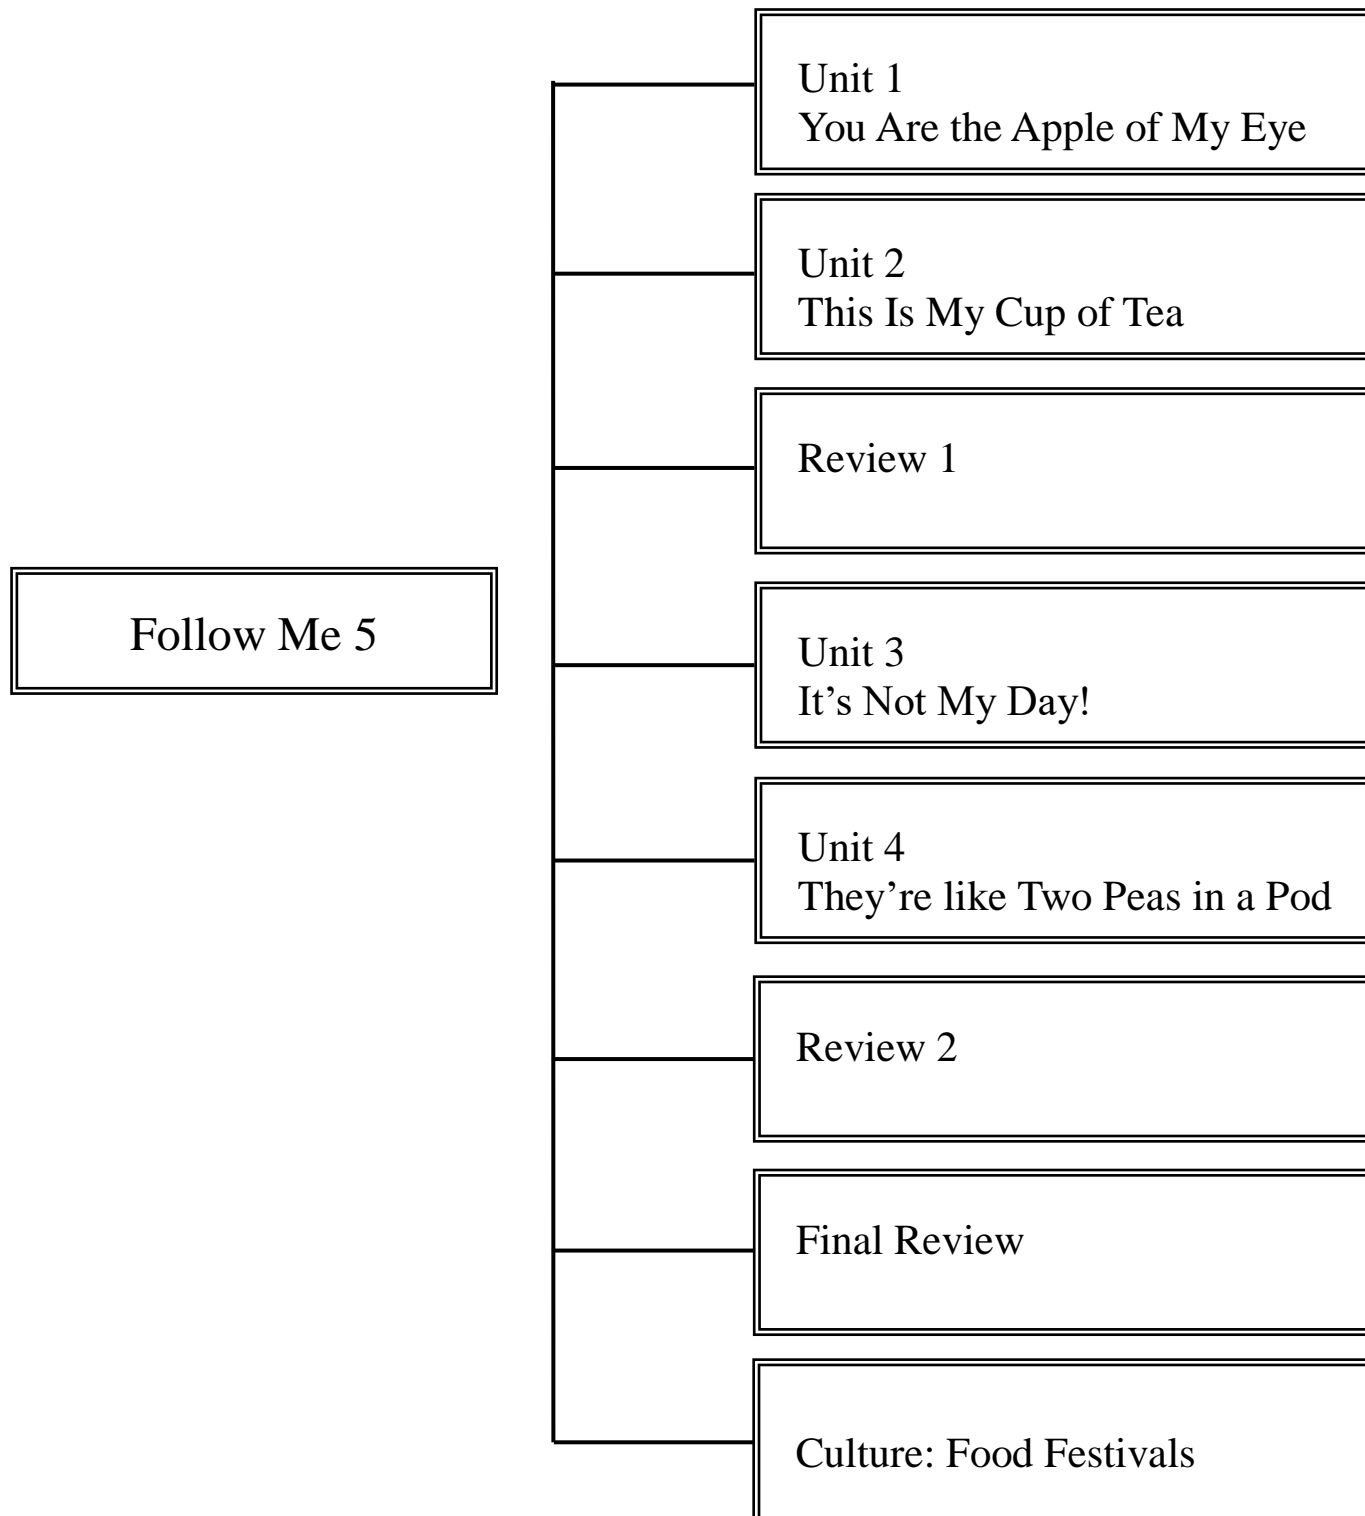 Unit 1
You Are the Apple of My Eye
Unit 2
This Is My Cup of Tea
Review 1
Follow Me 5
Unit 3
It’s Not My Day!
Unit 4
They’re like Two Peas in a Pod
Review 2
Final Review
Culture: Food Festivals